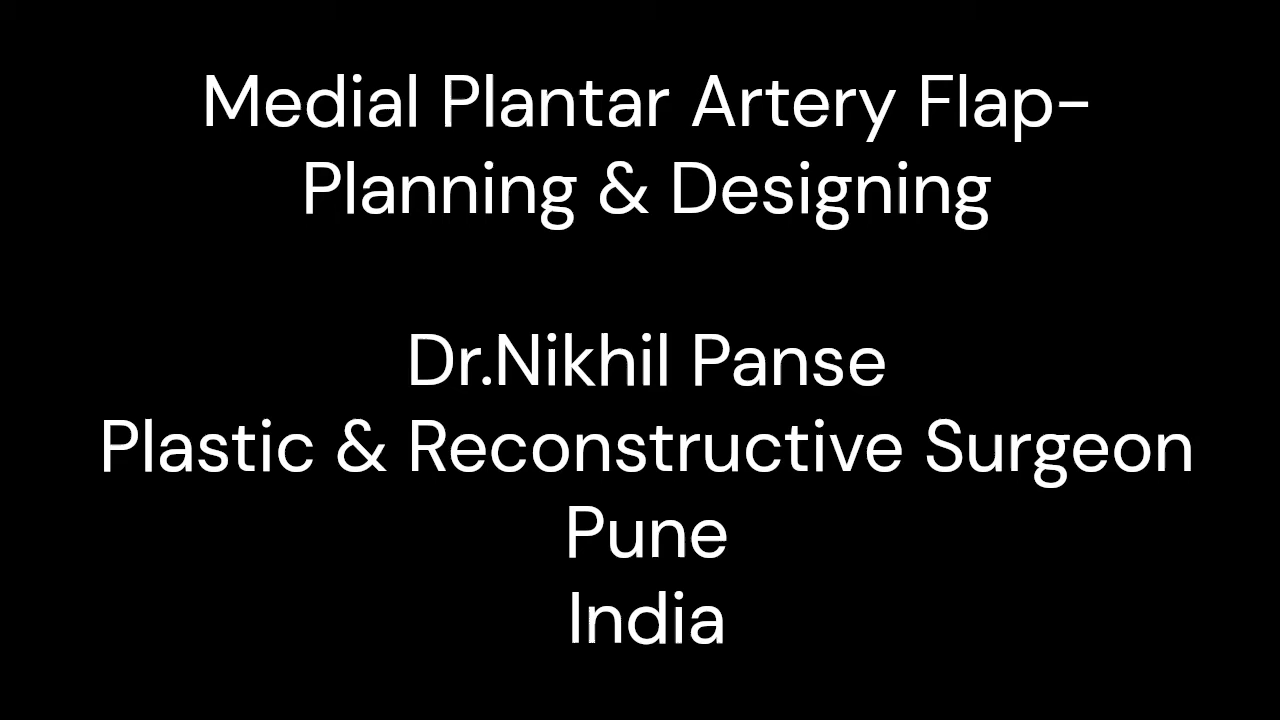 Medial Plantar Artery Flap-
Planning & Designing
Dr.Nikhil Panse
Plastic & Reconstructive Surgeon
Pune
India